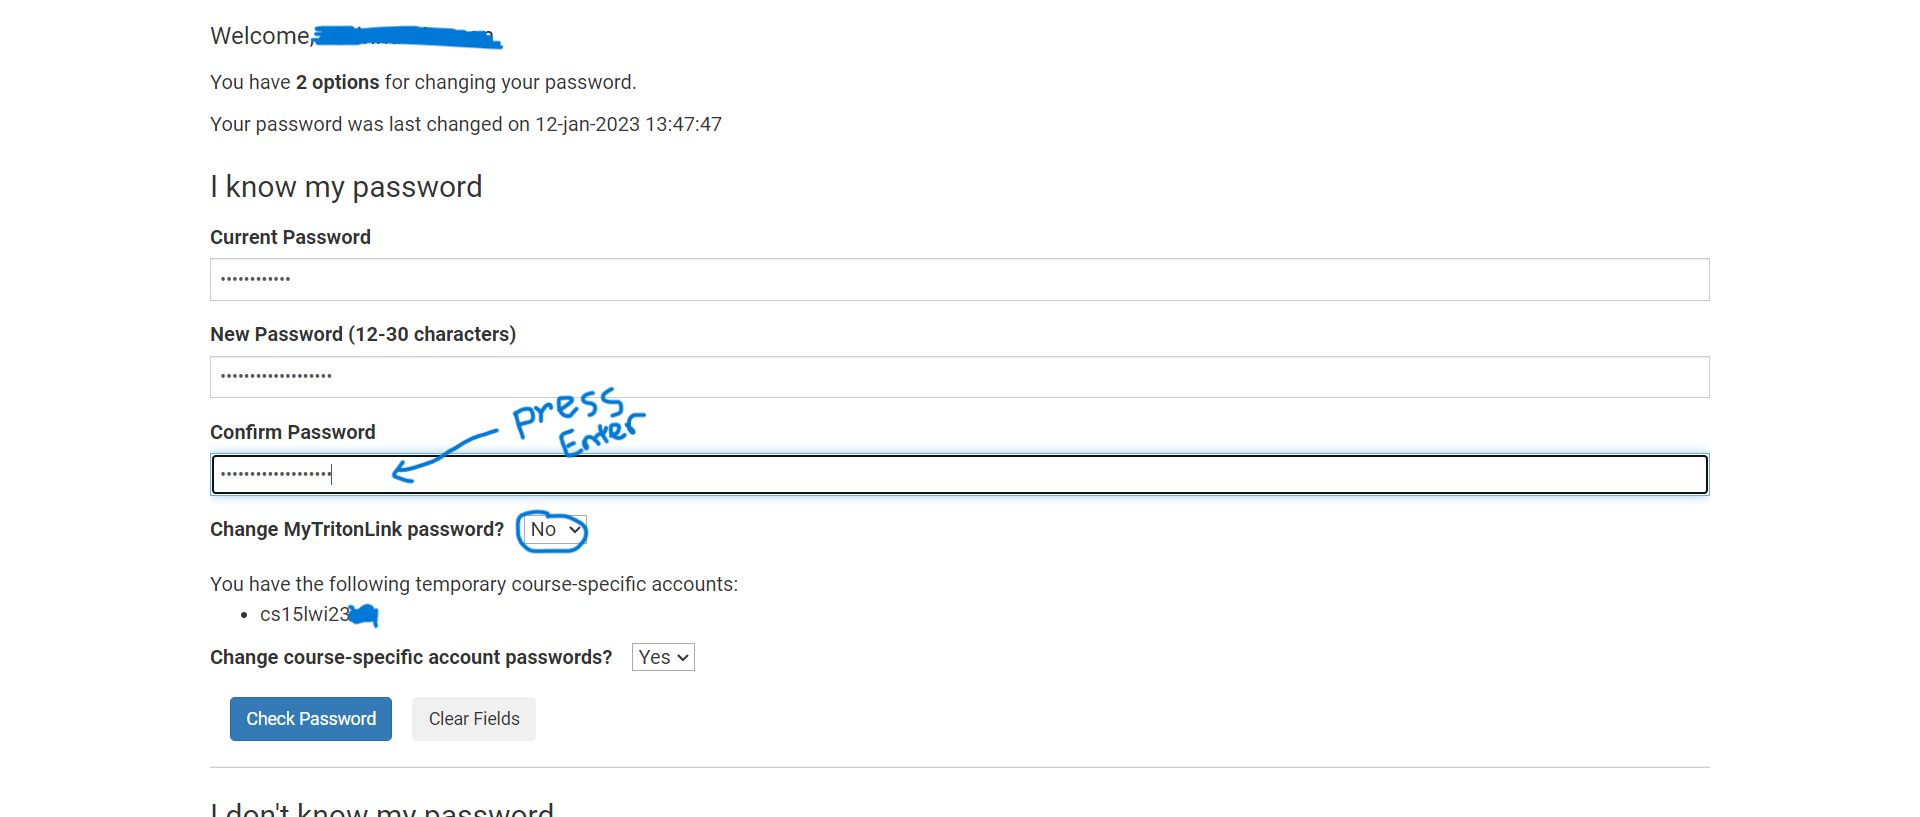 Welcome,
You have 2 options for changing your password.
Your password was last changed on 12-jan-2023 13:47:47
I know my password
Current Password
••••••••••••
New Password (12-30 characters)
•••••••••••••••••••
press
Enter
Confirm Password
•••••••••••••••••••
Change MyTritonLink password? No
You have the following temporary course-specific accounts:
• cs15lwi23
Change course-specific account passwords? Yes
Check Password Clear Fields
I don't know my password